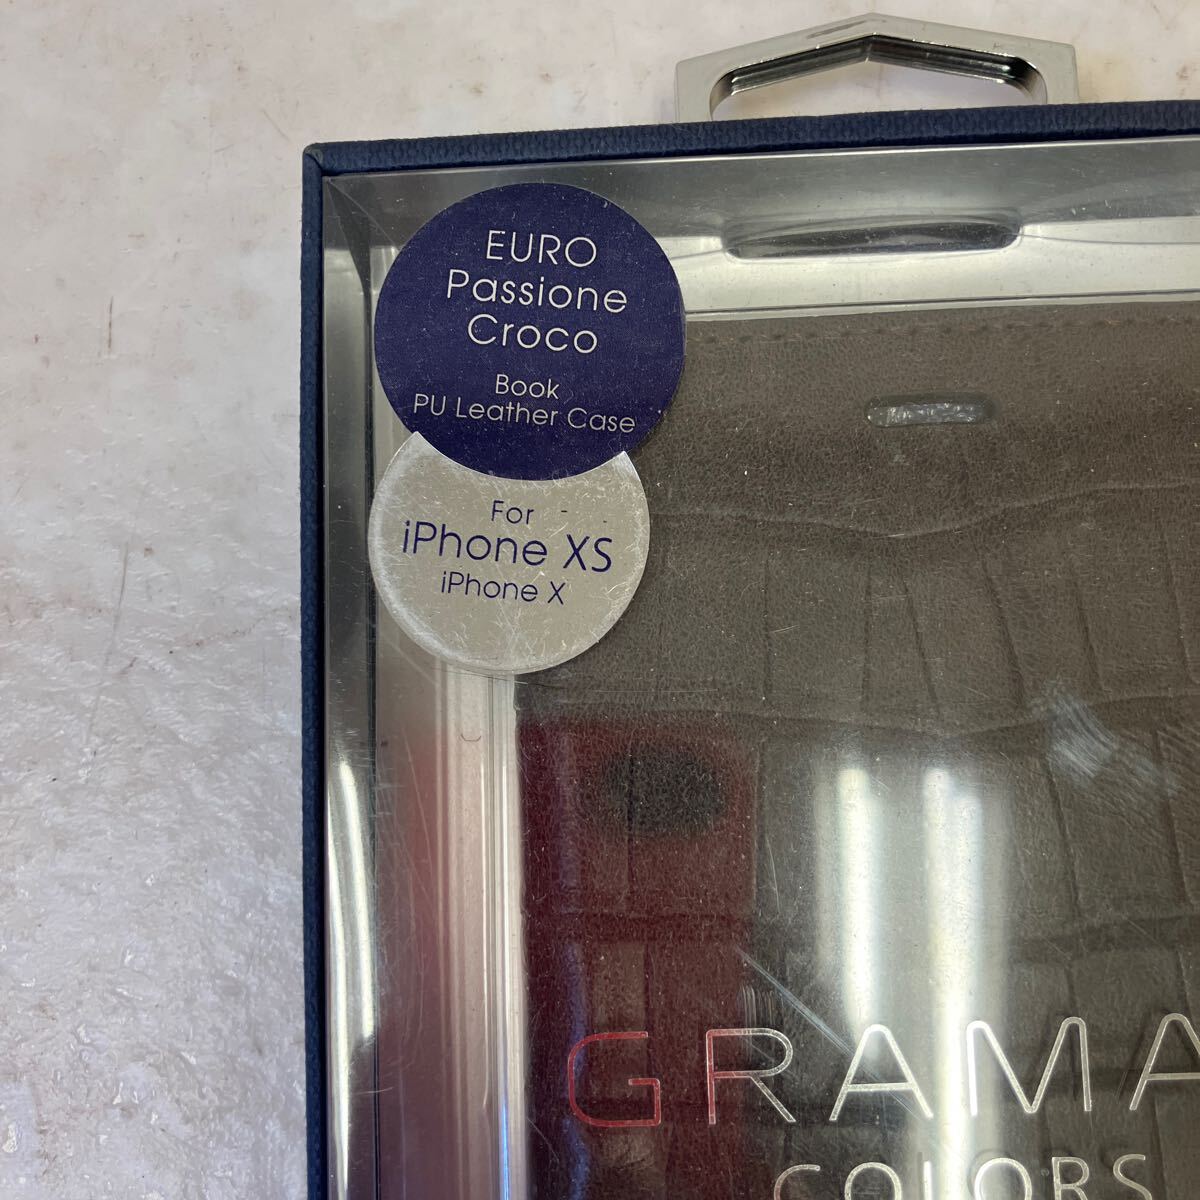 EURO
Passione
Croco
Book
PU Leather Case
For
iPhone XS
iPhone X
GRAMA
COLORS